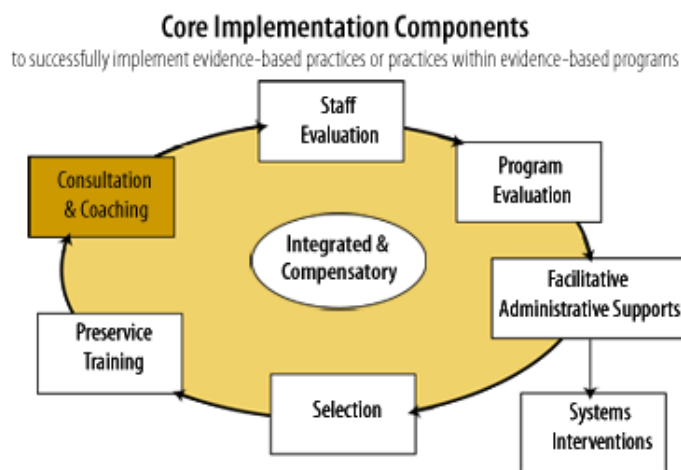 Core Implementation Components
to successfully implement evidence-based practices or practices within evidence-based programs
Staff
Evaluation
Program
Evaluation
Consultation
& Coaching
Integrated &
Compensatory
Facilitative
Administrative Supports
Preservice
Training
Selection
Systems
Interventions